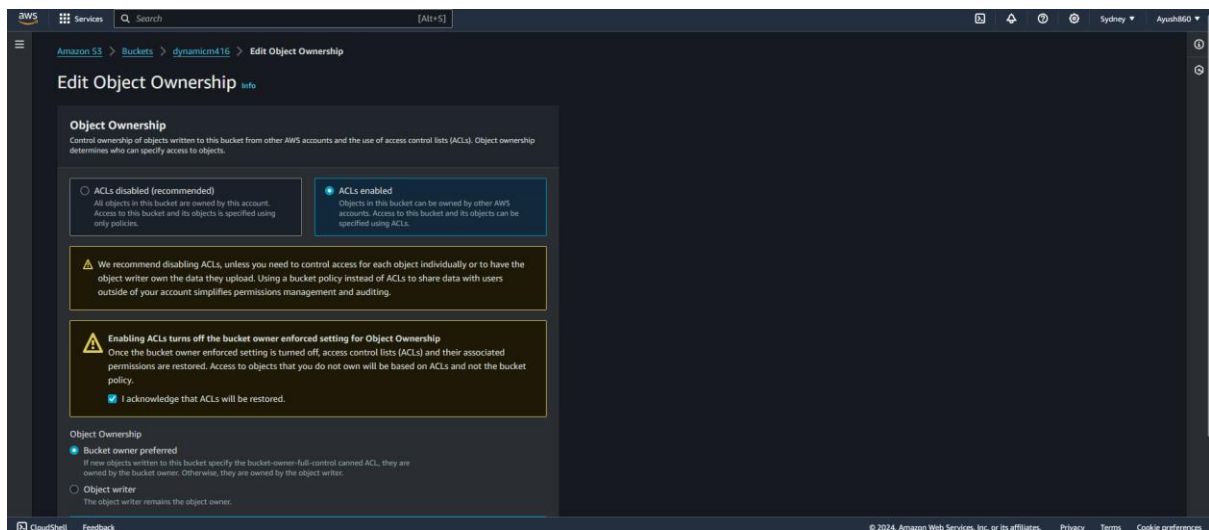 aws Services Search [Alt+S] Sydney Ayush860
Amazon S3 > Buckets > dynamicm416 > Edit Object Ownership
Edit Object Ownership Info
Object Ownership
Control ownership of objects written to this bucket from other AWS accounts and the use of access control lists (ACLs). Object ownership
determines who can specify access to objects.
ACLs disabled (recommended)
All objects in this bucket are owned by this account.
Access to this bucket and its objects is specified using
only policies.
ACLs enabled
Objects in this bucket can be owned by other AWS
accounts. Access to this bucket and its objects can be
specified using ACLs.
We recommend disabling ACLs, unless you need to control access for each object individually or to have the
object writer own the data they upload. Using a bucket policy instead of ACLs to share data with users
outside of your account simplifies permissions management and auditing.
Enabling ACLs turns off the bucket owner enforced setting for Object Ownership
Once the bucket owner enforced setting is turned off, access control lists (ACLs) and their associated
permissions are restored. Access to objects that you do not own will be based on ACLs and not the bucket
policy.
I acknowledge that ACLs will be restored.
Object Ownership
Bucket owner preferred
If new objects written to this bucket specify the bucket-owner-full-control canned ACL, they are
owned by the bucket owner. Otherwise, they are owned by the object writer.
Object writer
The object writer remains the object owner.
CloudShell Feedback © 2024, Amazon Web Services, Inc. or its affiliates. Privacy Terms Cookie preferences